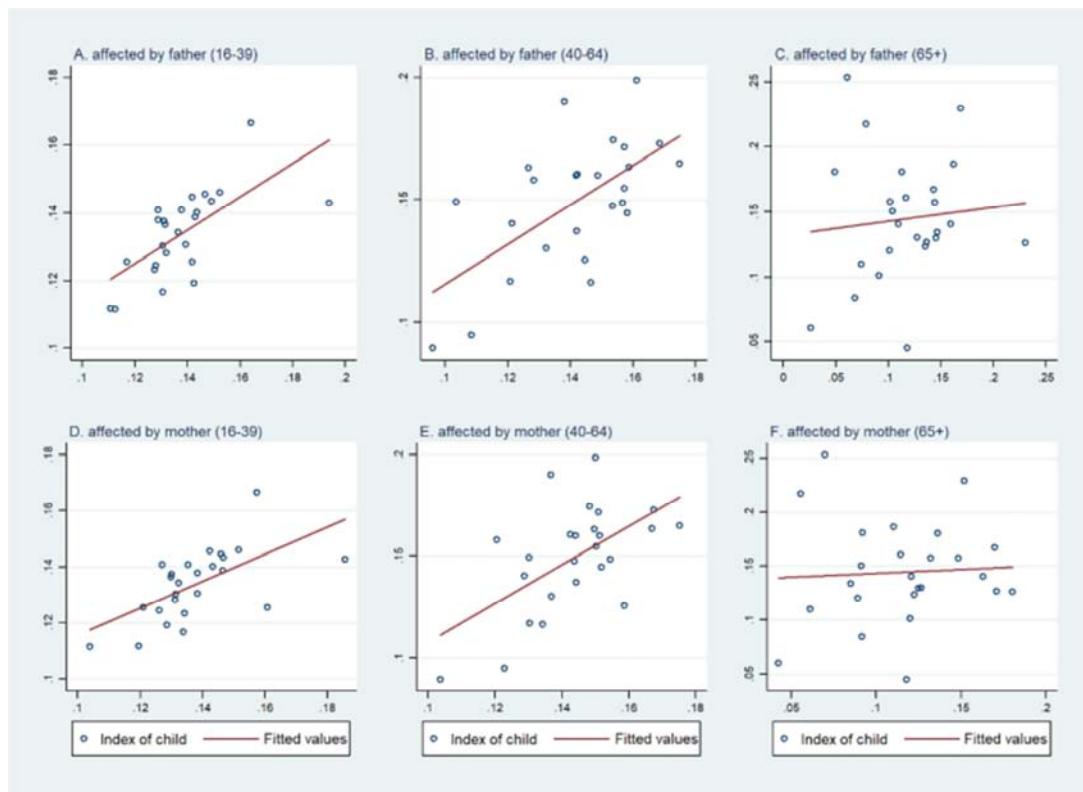 A. affected by father (16-39)
.18
.16
.14
.12
.1
.1 .12 .14 .16 .18 .2
B. affected by father (40-64)
.2
.15
.1
.1 .12 .14 .16 .18
C. affected by father (65+)
.25
.2
.15
.1
.05
0 .05 .1 .15 .2 .25
D. affected by mother (16-39)
.18
.16
.14
.12
.1
.1 .12 .14 .16 .18
E. affected by mother (40-64)
.2
.15
.1
.1 .12 .14 .16 .18
F. affected by mother (65+)
.25
.2
.15
.1
.05
.05 .1 .15 .2
Index of child Fitted values
Index of child Fitted values
Index of child Fitted values